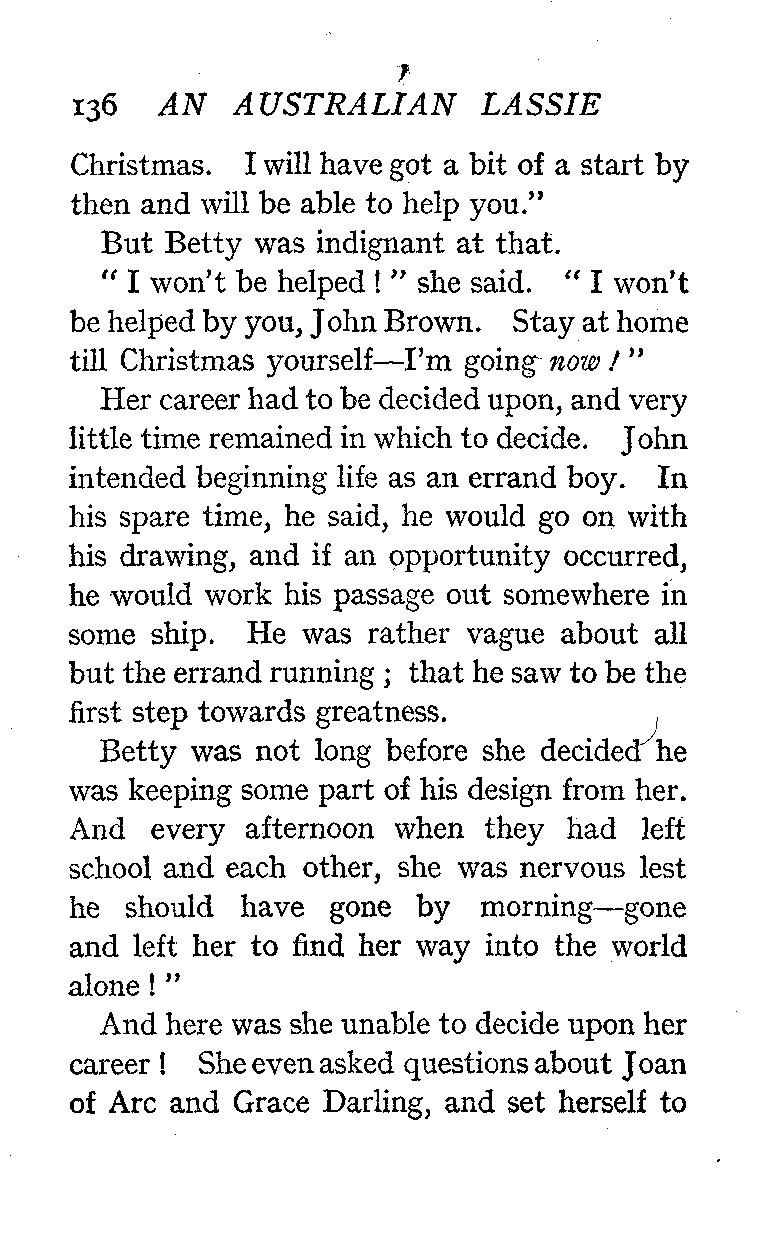 136 AN AUSTRALIAN LASSIE
Christmas. I will have got a bit of a start by
then and will be able to help you."
But Betty was indignant at that.
" I won't be helped ! " she said. " I won't
be helped by you, John Brown. Stay at home
till Christmas yourself—I'm going now ! "
Her career had to be decided upon, and very
little time remained in which to decide. John
intended beginning life as an errand boy. In
his spare time, he said, he would go on with
his drawing, and if an opportunity occurred,
he would work his passage out somewhere in
some ship. He was rather vague about all
but the errand running ; that he saw to be the
first step towards greatness.
Betty was not long before she decided he
was keeping some part of his design from her.
And every afternoon when they had left
school and each other, she was nervous lest
he should have gone by morning—gone
and left her to find her way into the world
alone ! "
And here was she unable to decide upon her
career ! She even asked questions about Joan
of Arc and Grace Darling, and set herself to